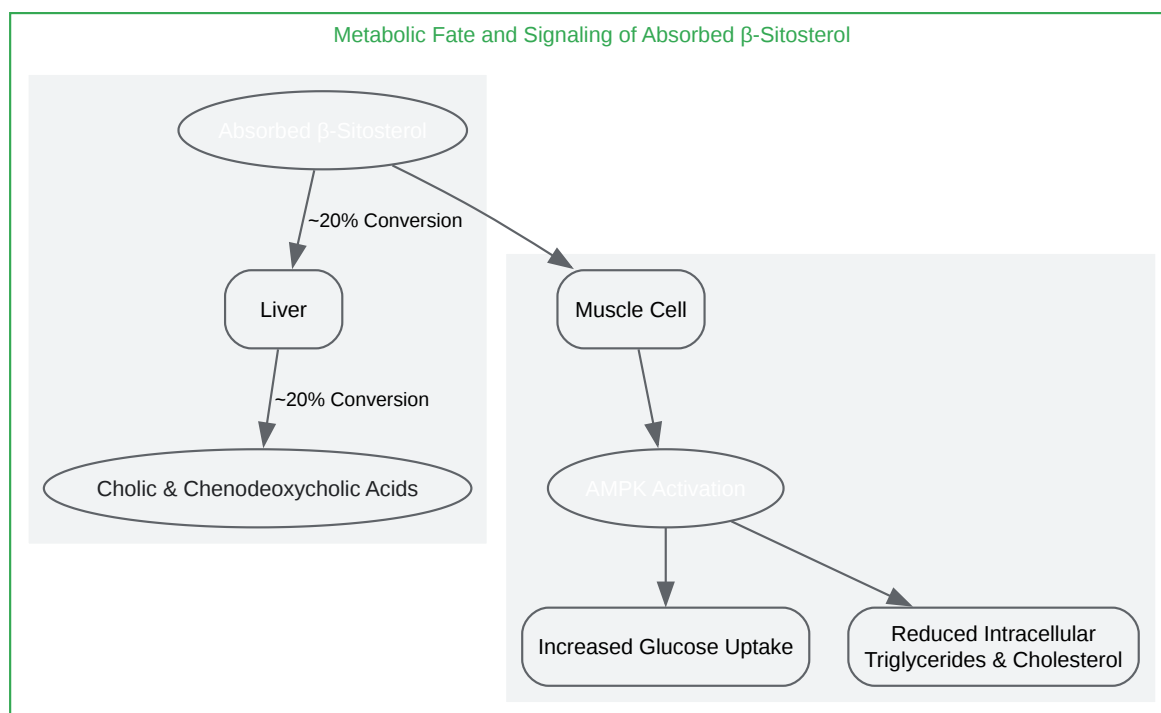 Metabolic Fate and Signaling of Absorbed β-Sitosterol
Absorbed β-Sitosterol
~20% Conversion
Liver
Muscle Cell
~20% Conversion
Cholic & Chenodeoxycholic Acids
AMPK Activation
Increased Glucose Uptake
Reduced Intracellular
Triglycerides & Cholesterol